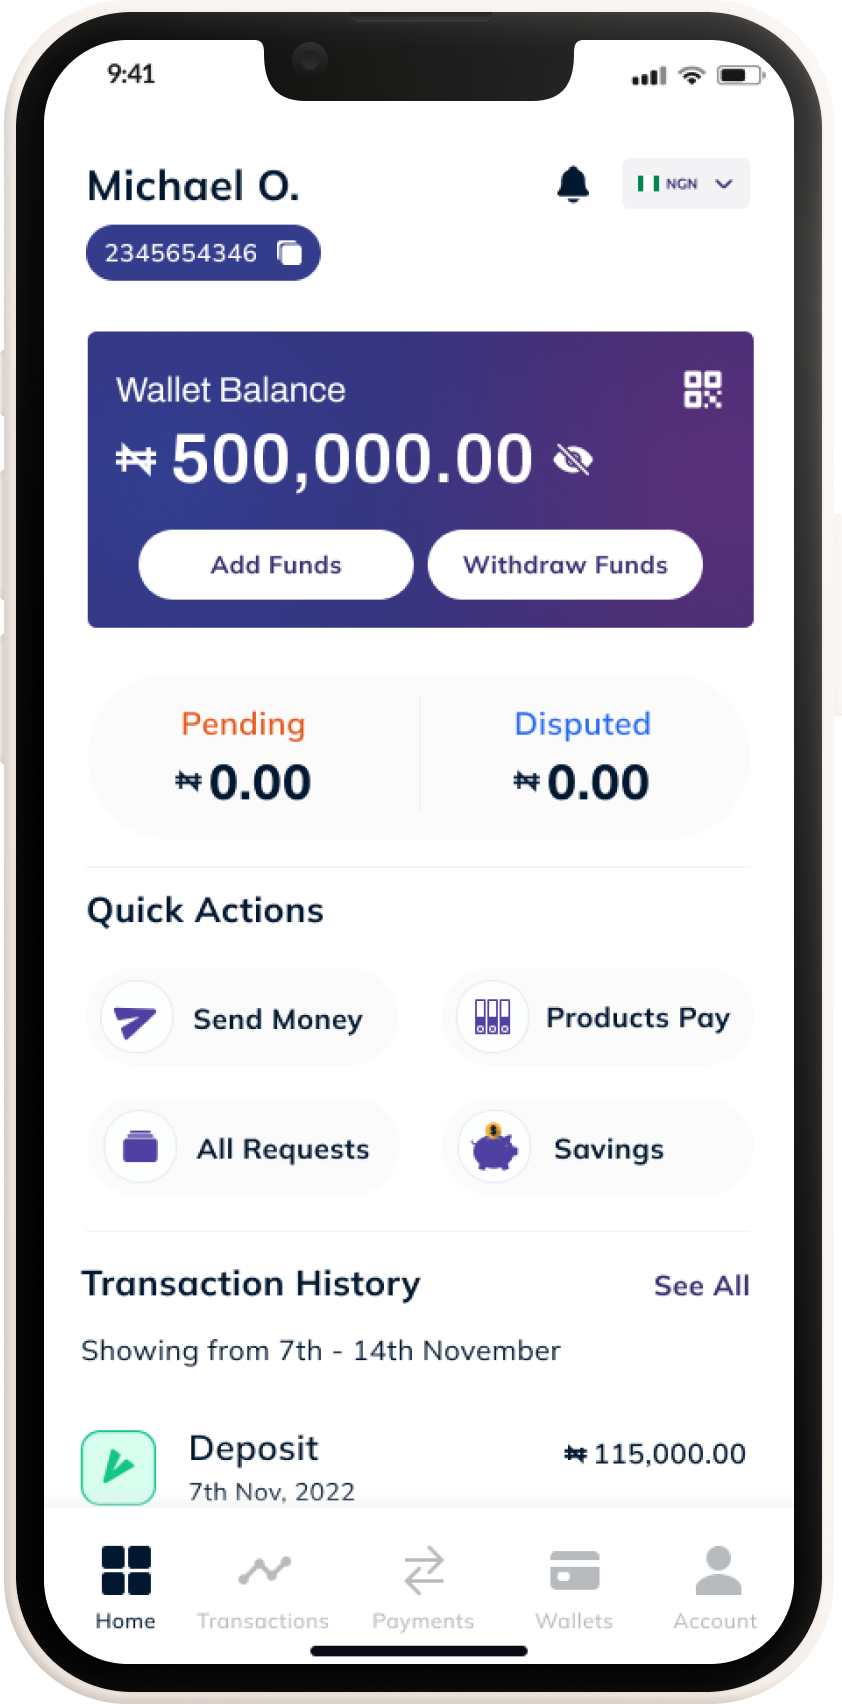 9:41
Michael O.
NGN
2345654346
Wallet Balance
₦ 500,000.00
Add Funds
Withdraw Funds
Pending
Disputed
₦0.00
₦0.00
Quick Actions
Send Money
Products Pay
All Requests
$
Savings
Transaction History
See All
Showing from 7th - 14th November
Deposit
₦115,000.00
7th Nov, 2022
Home
Transactions
Payments
Wallets
Account